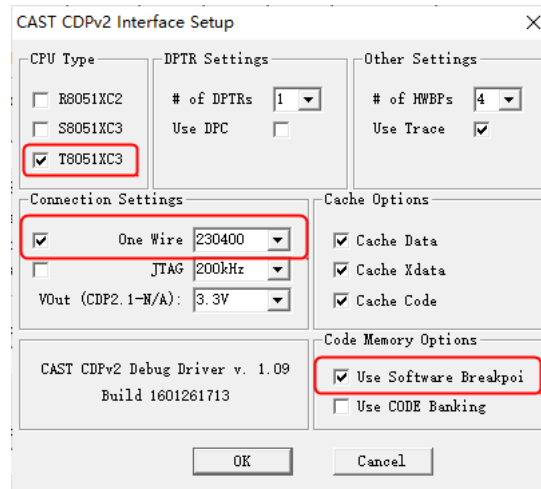 CAST CDPv2 Interface Setup
CPU Type
R8051XC2
S8051XC3
T8051XC3
DPTR Settings
# of DPTRs 1
Use DPC
Other Settings
# of HWBPs 4
Use Trace
Connection Settings
One Wire 230400
JTAG 200kHz
VOut (CDP2.1-N/A): 3.3V
Cache Options
Cache Data
Cache Xdata
Cache Code
CAST CDPv2 Debug Driver v. 1.09
Build 1601261713
Code Memory Options
Use Software Breakpoi
Use CODE Banking
OK
Cancel